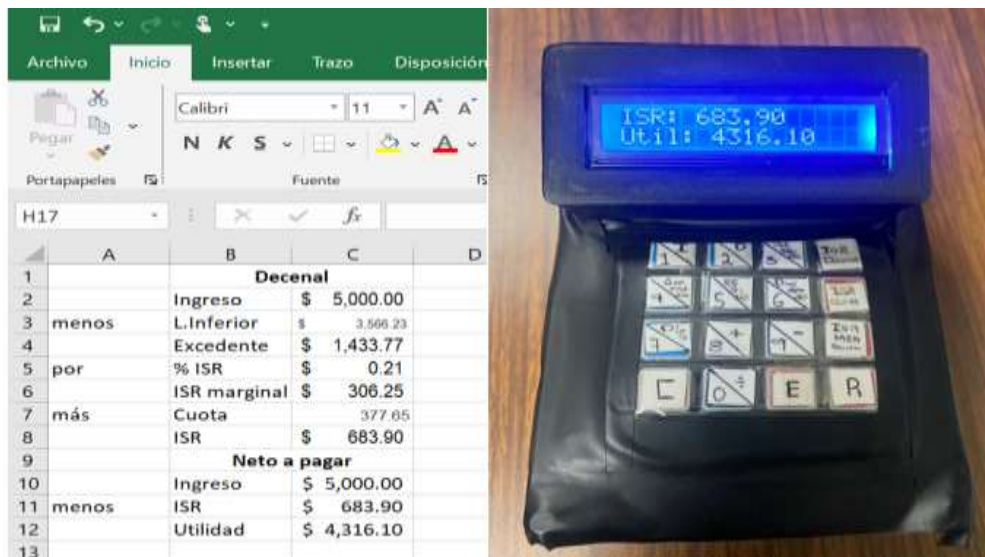 Archivo Inicio Insertar Trazo Disposición
Pegar
Calibri 11 A A
N K S A
Portapapeles Fuente
H17 fx
A B C D
1 Decenal
2 Ingreso $ 5,000.00
3 menos L.Inferior $ 3,566.23
4 Excedente $ 1,433.77
5 por % ISR $ 0.21
6 ISR marginal $ 306.25
7 más Cuota 377.65
8 ISR $ 683.90
9 Neto a pagar
10 Ingreso $ 5,000.00
11 menos ISR $ 683.90
12 Utilidad $ 4,316.10
13
ISR: 683.90
Util: 4316.10
1 2 3
4 5 6 ISR
7 8 + 9 -
C 0 ÷ E R